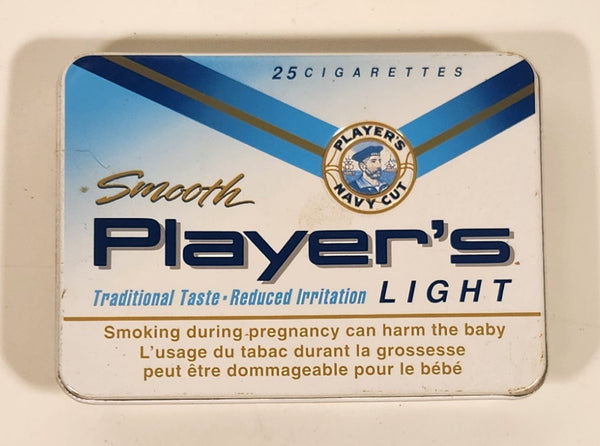 25 CIGARETTES
PLAYER'S
NAVY CUT
Smooth
Player's
Traditional Taste • Reduced Irritation LIGHT
Smoking during pregnancy can harm the baby
L'usage du tabac durant la grossesse
peut être dommageable pour le bébé